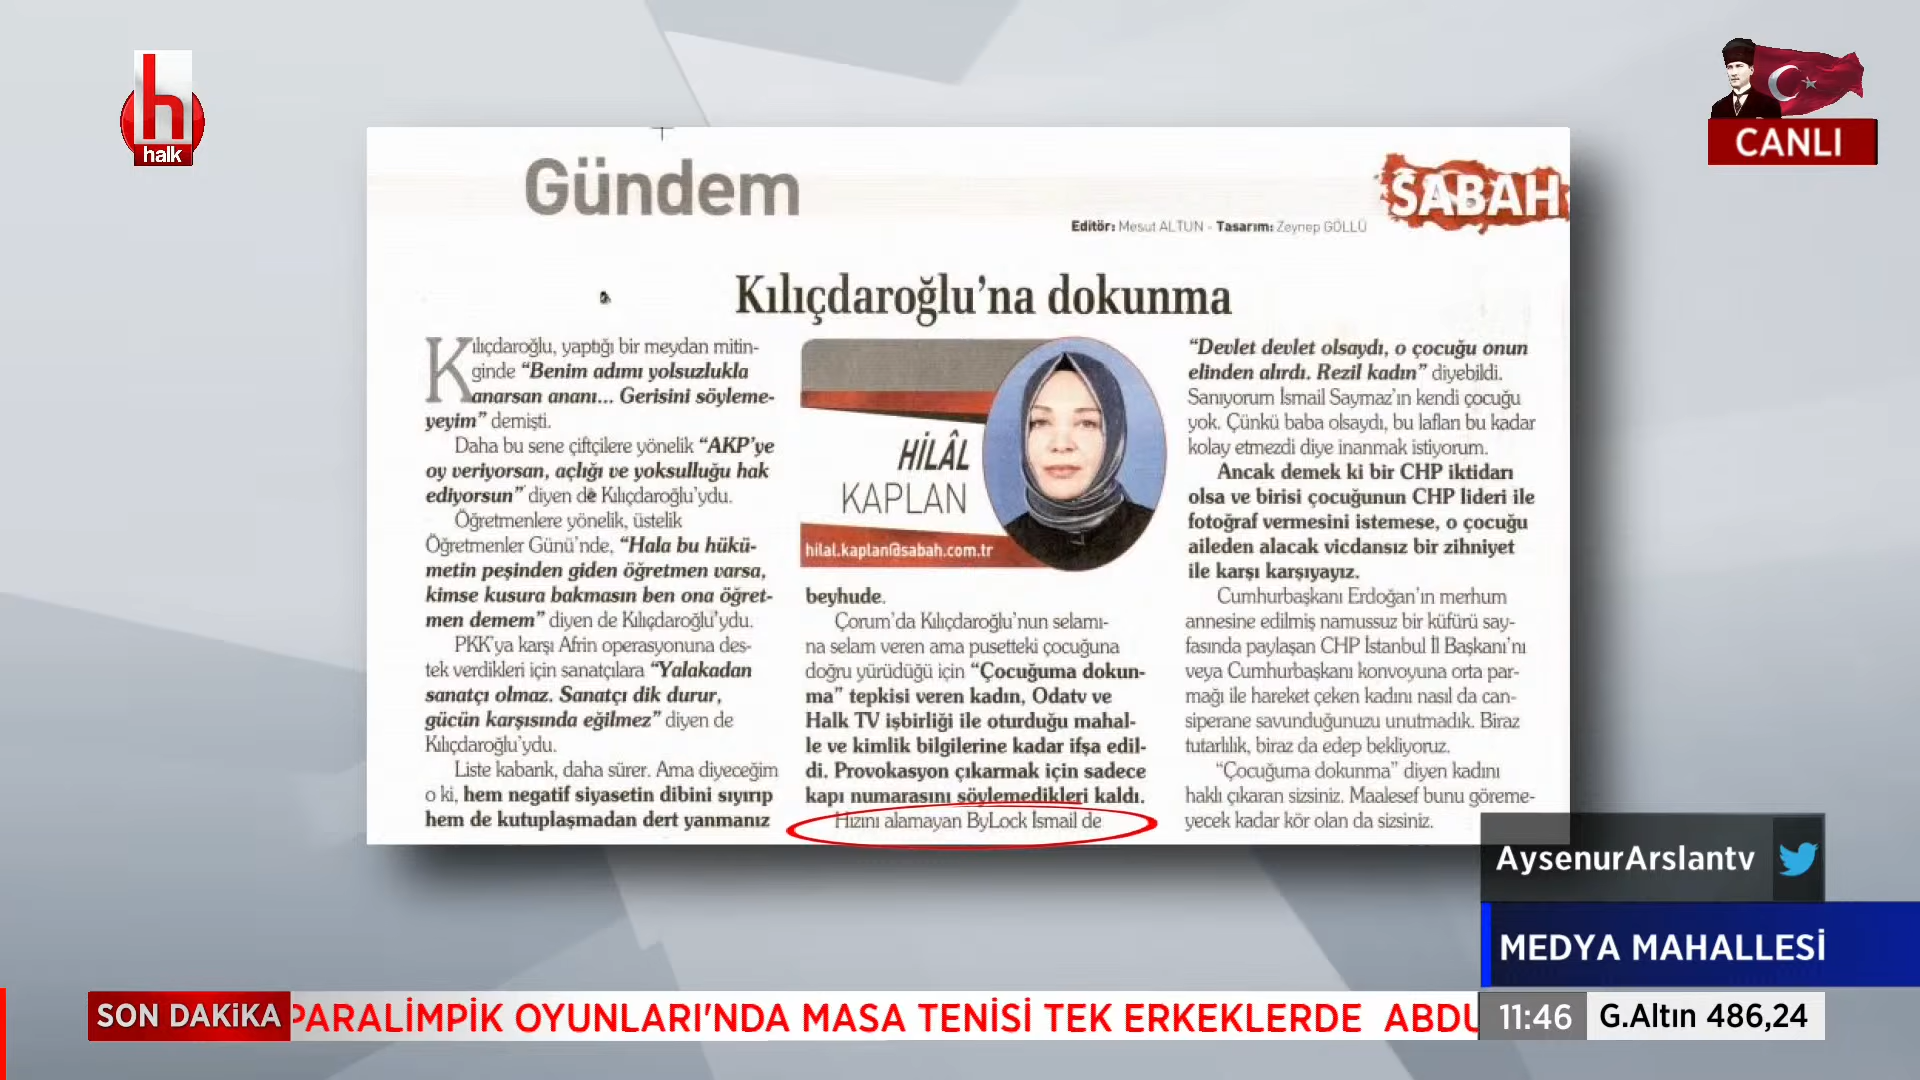 h
halk
CANLI
Gündem
SABAH
Editör: Mesut ALTUN - Tasarım: Zeynep GÖLLÜ
Kılıçdaroğlu'na dokunma
Kılıçdaroğlu, yaptığı bir meydan mitin-
ginde “Benim adımı yolsuzlukla
anarsan ananı... Gerisini söyleme-
yeyim” demişti.
Daha bu sene çiftçilere yönelik “AKP'ye
oy veriyorsan, açlığı ve yoksulluğu hak
ediyorsun” diyen de Kılıçdaroğlu'ydu.
Öğretmenlere yönelik, üstelik
Öğretmenler Günü'nde, “Hala bu hükü-
metin peşinden giden öğretmen varsa,
kimse kusura bakmasın ben ona öğret-
men demem” diyen de Kılıçdaroğlu'ydu.
PKK'ya karşı Afrin operasyonuna des-
tek verdikleri için sanatçılara “Yalakadan
sanatçı olmaz. Sanatçı dik durur,
gücün karşısında eğilmez” diyen de
Kılıçdaroğlu'ydu.
Liste kabarık, daha sürer. Ama diyeceğim
o ki, hem negatif siyasetin dibini sıyırıp
hem de kutuplaşmadan dert yanmanız
HİLÂL
KAPLAN
hilal.kaplan@sabah.com.tr
beyhude.
Çorum'da Kılıçdaroğlu'nun selamı-
na selam veren ama pusetteki çocuğuna
doğru yürüdüğü için “Çocuğuma dokun-
ma” tepkisi veren kadın, Odatv ve
Halk TV işbirliği ile oturduğu mahal-
le ve kimlik bilgilerine kadar ifşa edil-
di. Provokasyon çıkarmak için sadece
kapı numarasını söylemedikleri kaldı.
Hızını alamayan ByLock İsmail de
“Devlet devlet olsaydı, o çocuğu onun
elinden alırdı. Rezil kadın” diyebildi.
Sanıyorum İsmail Saymaz'ın kendi çocuğu
yok. Çünkü baba olsaydı, bu lafları bu kadar
kolay etmezdi diye inanmak istiyorum.
Ancak demek ki bir CHP iktidarı
olsa ve birisi çocuğunun CHP lideri ile
fotoğraf vermesini istemese, o çocuğu
aileden alacak vicdansız bir zihniyet
ile karşı karşıyayız.
Cumhurbaşkanı Erdoğan'ın merhum
annesine edilmiş namussuz bir küfürü say-
fasında paylaşan CHP İstanbul İl Başkanı'nı
veya Cumhurbaşkanı konvoyuna orta par-
mağı ile hareket çeken kadını nasıl da can-
siperane savunduğunuzu unutmadık. Biraz
tutarlılık, biraz da edep bekliyoruz.
“Çocuğuma dokunma” diyen kadını
haklı çıkaran sizsiniz. Maalesef bunu göreme-
yecek kadar kör olan da sizsiniz.
AysenurArslantv
MEDYA MAHALLESİ
SON DAKİKA PARALİMPİK OYUNLARI'NDA MASA TENİSİ TEK ERKEKLERDE ABDU 11:46 G.Altın 486,24